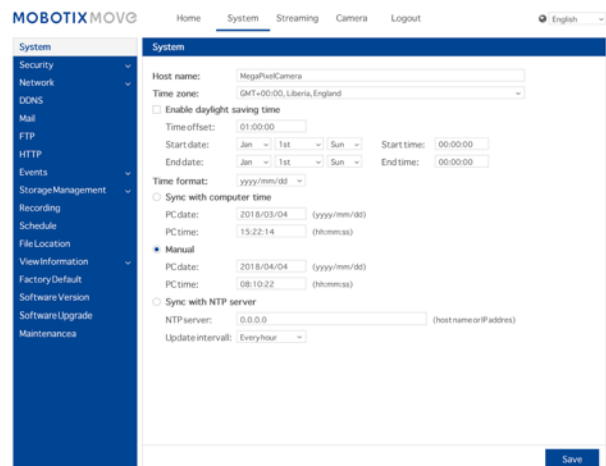 MOBOTIX MOVE
Home System Streaming Camera Logout English
System
Security
Network
DDNS
Mail
FTP
HTTP
Events
Storage Management
Recording
Schedule
File Location
View Information
Factory Default
Software Version
Software Upgrade
Maintenancea
System
Host name: MegaPixelCamera
Time zone: GMT+00:00, Liberia, England
Enable daylight saving time
Time offset: 01:00:00
Start date: Jan 1st Sun Start time: 00:00:00
End date: Jan 1st Sun End time: 00:00:00
Time format: yyyy/mm/dd
Sync with computer time
PC date: 2018/03/04 (yyyy/mm/dd)
PC time: 15:22:14 (hh:mm:ss)
Manual
PC date: 2018/04/04 (yyyy/mm/dd)
PC time: 08:10:22 (hh:mm:ss)
Sync with NTP server
NTP server: 0.0.0.0 (host name or IP addres)
Update intervall: Every hour
Save